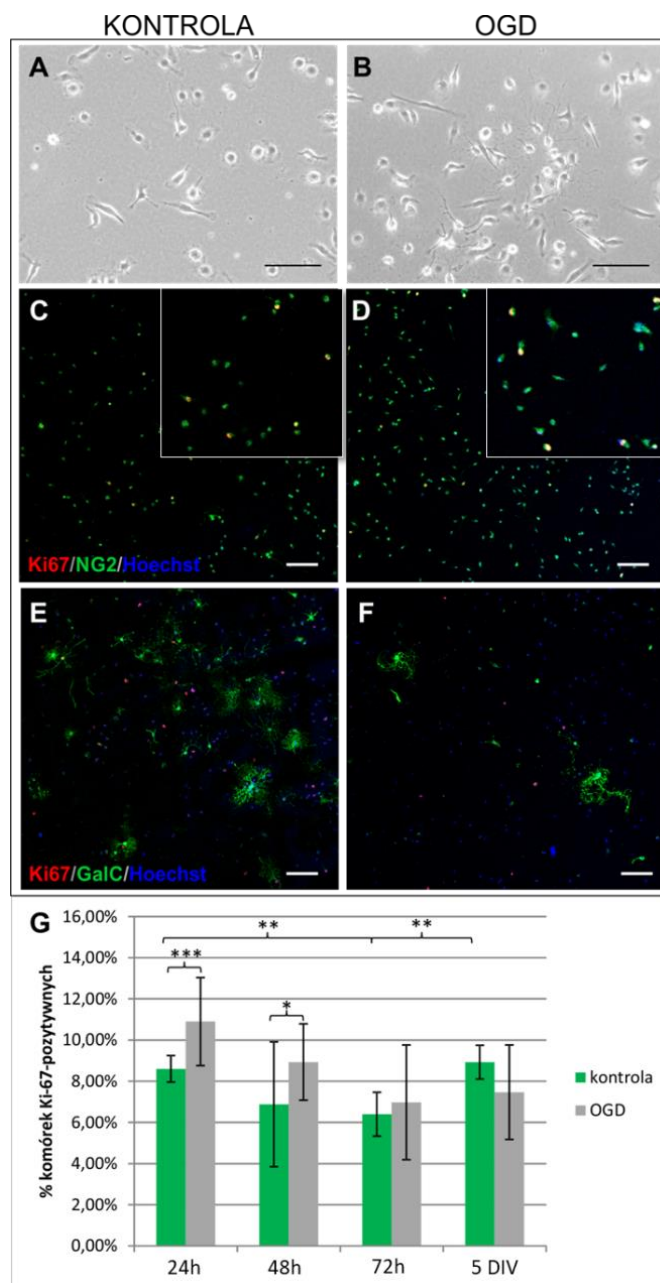 KONTROLA OGD
A B
C D
Ki67/NG2/Hoechst
E F
Ki67/GalC/Hoechst
G
% komórek Ki-67-pozytywnych
16,00%
14,00%
12,00%
10,00%
8,00%
6,00%
4,00%
2,00%
0,00%
** **
***
*
24h 48h 72h 5 DIV
kontrola
OGD